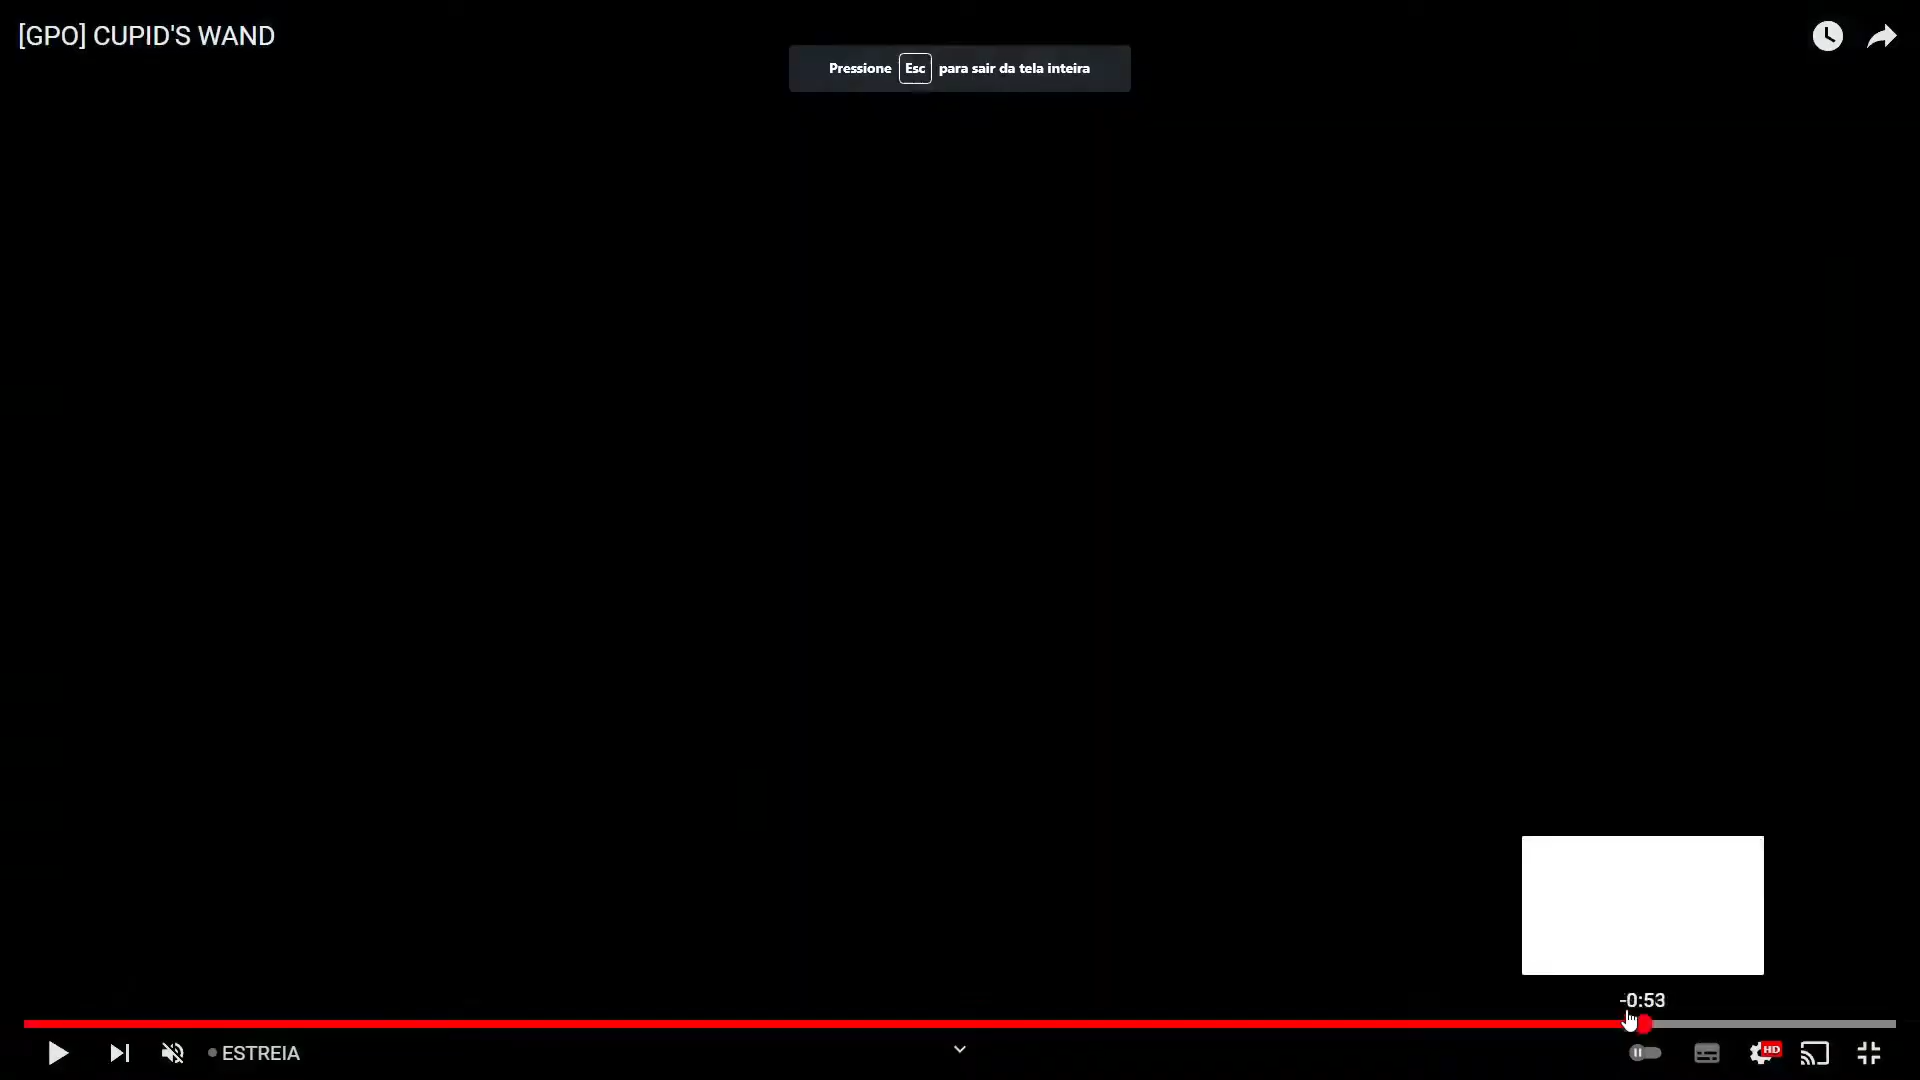 [GPO] CUPID'S WAND
Pressione Esc para sair da tela inteira
-0:53
ESTREIA
HD